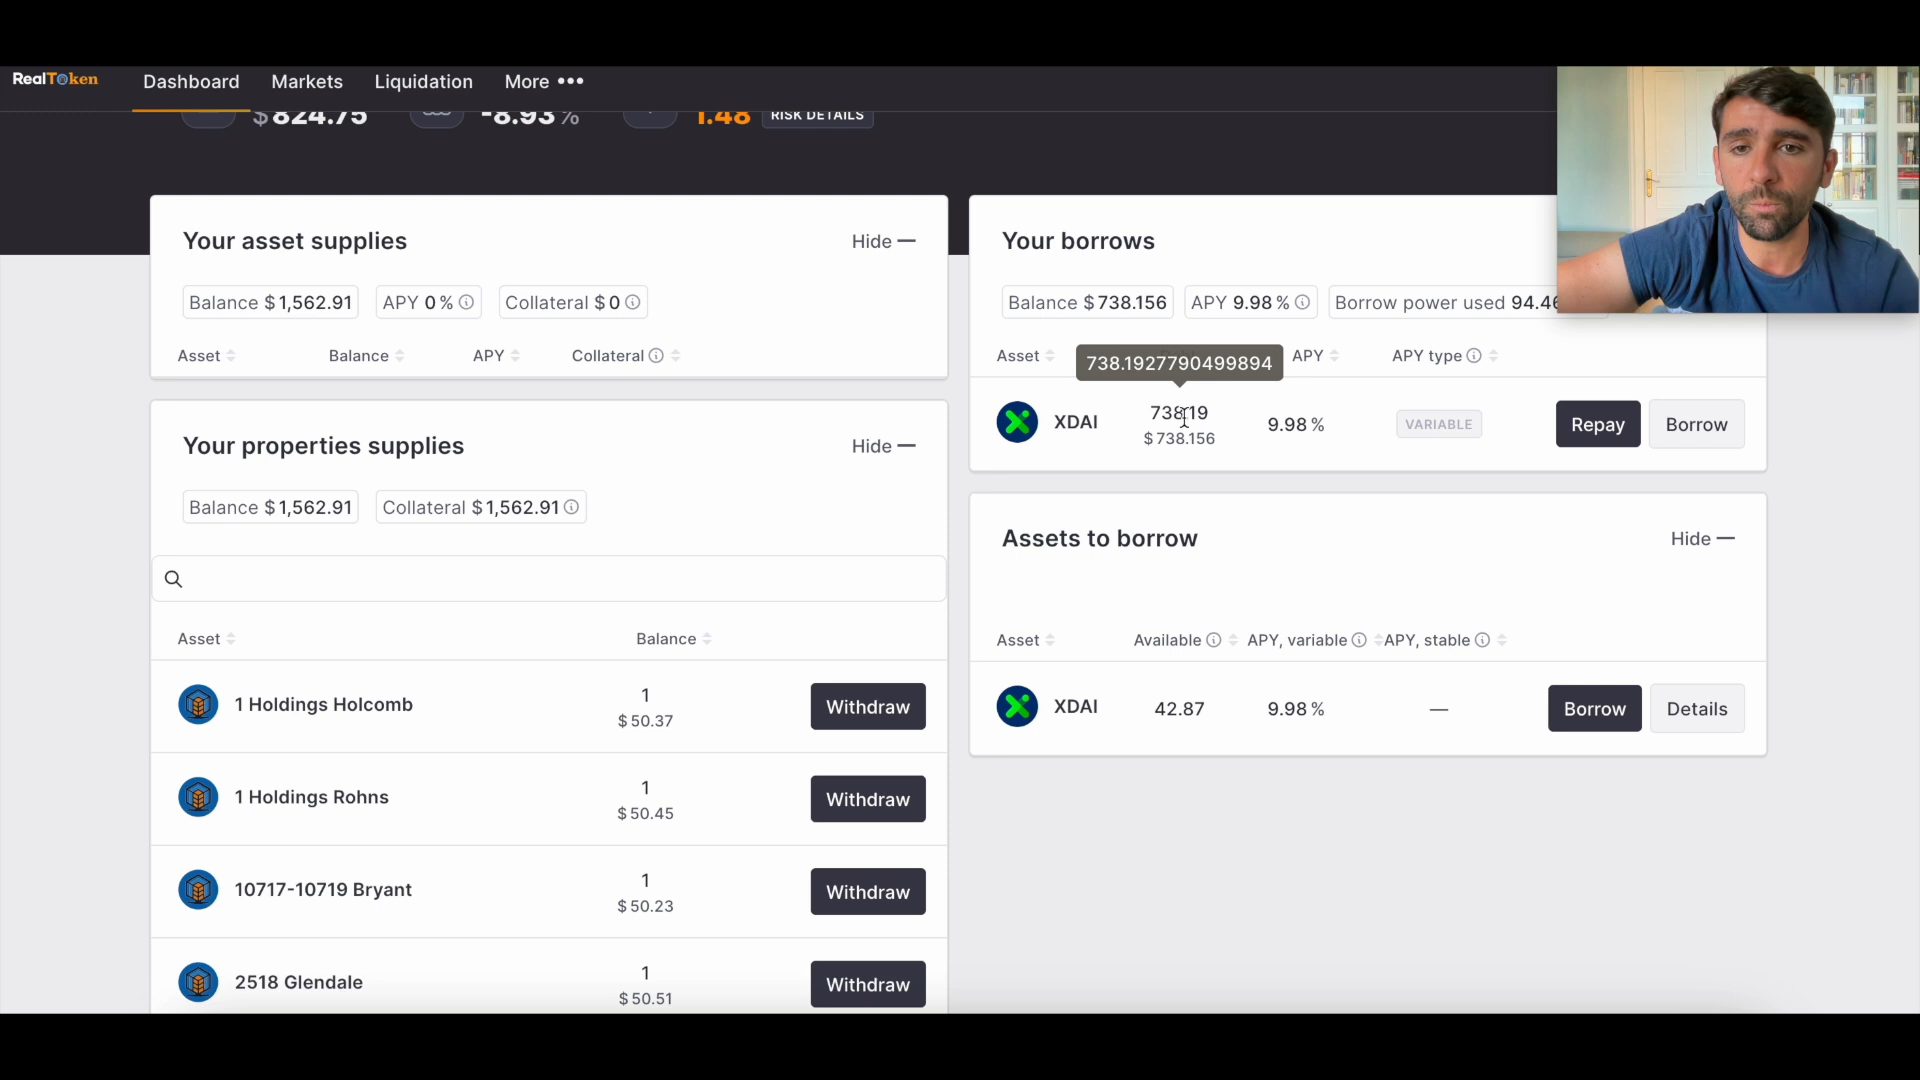 RealToken
Dashboard
Markets
Liquidation
More •••
$ 824.75
-8.93 %
1.48
RISK DETAILS
Your asset supplies
Hide —
Balance $ 1,562.91
APY 0 %
Collateral $ 0
Asset
Balance
APY
Collateral
Your properties supplies
Hide —
Balance $ 1,562.91
Collateral $ 1,562.91
Asset
Balance
1 Holdings Holcomb
1
$ 50.37
Withdraw
1 Holdings Rohns
1
$ 50.45
Withdraw
10717-10719 Bryant
1
$ 50.23
Withdraw
2518 Glendale
1
$ 50.51
Withdraw
Your borrows
Balance $ 738.156
APY 9.98 %
Borrow power used 94.46
Asset
738.1927790499894
APY
APY type
XDAI
738.19
$ 738.156
9.98 %
VARIABLE
Repay
Borrow
Assets to borrow
Hide —
Asset
Available
APY, variable
APY, stable
XDAI
42.87
9.98 %
—
Borrow
Details